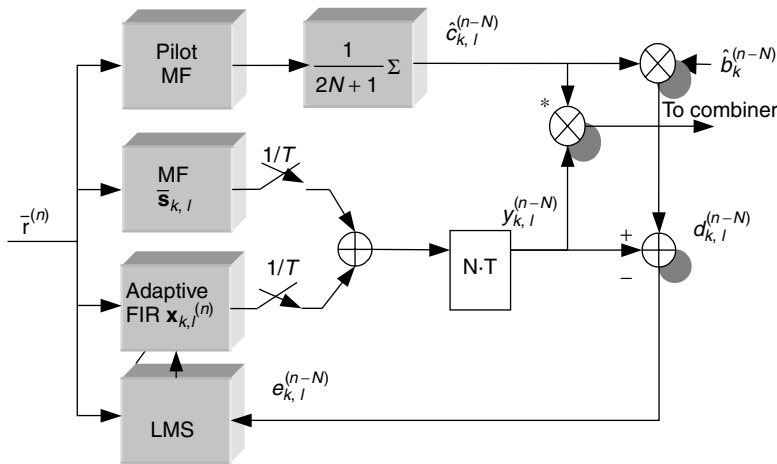 Pilot
MF
1
2N + 1 Σ
ĉ_{k, l}^{(n−N)}
b̂_k^{(n−N)}
*
To combiner
MF
s̄_{k, l}
1/T
r̄^{(n)}
y_{k, l}^{(n−N)}
d_{k, l}^{(n−N)}
+
−
N·T
Adaptive
FIR x_{k,l}^{(n)}
1/T
e_{k, l}^{(n−N)}
LMS